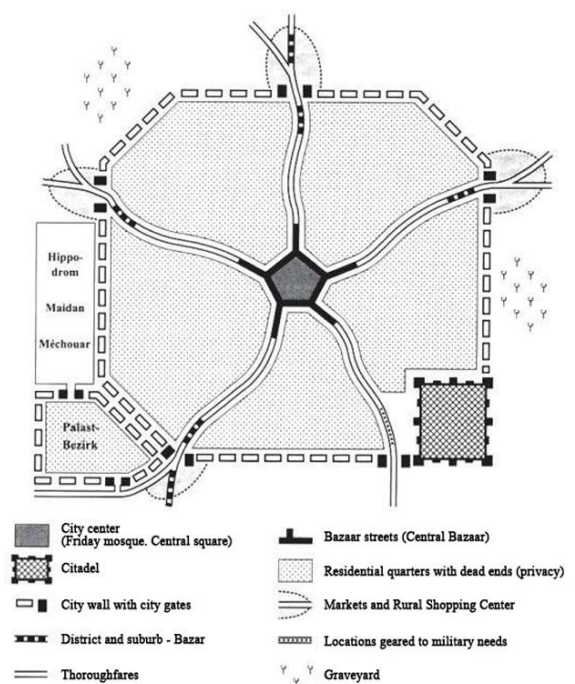 Hippo-
drom
Maidan
Méchouar
Palast-
Bezirk
City center
(Friday mosque. Central square)
Citadel
City wall with city gates
District and suburb - Bazar
Thoroughfares
Bazaar streets (Central Bazaar)
Residential quarters with dead ends (privacy)
Markets and Rural Shopping Center
Locations geared to military needs
Graveyard